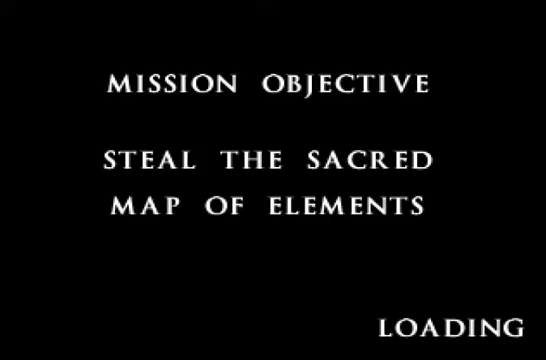 MISSION OBJECTIVE
STEAL THE SACRED
MAP OF ELEMENTS
LOADING